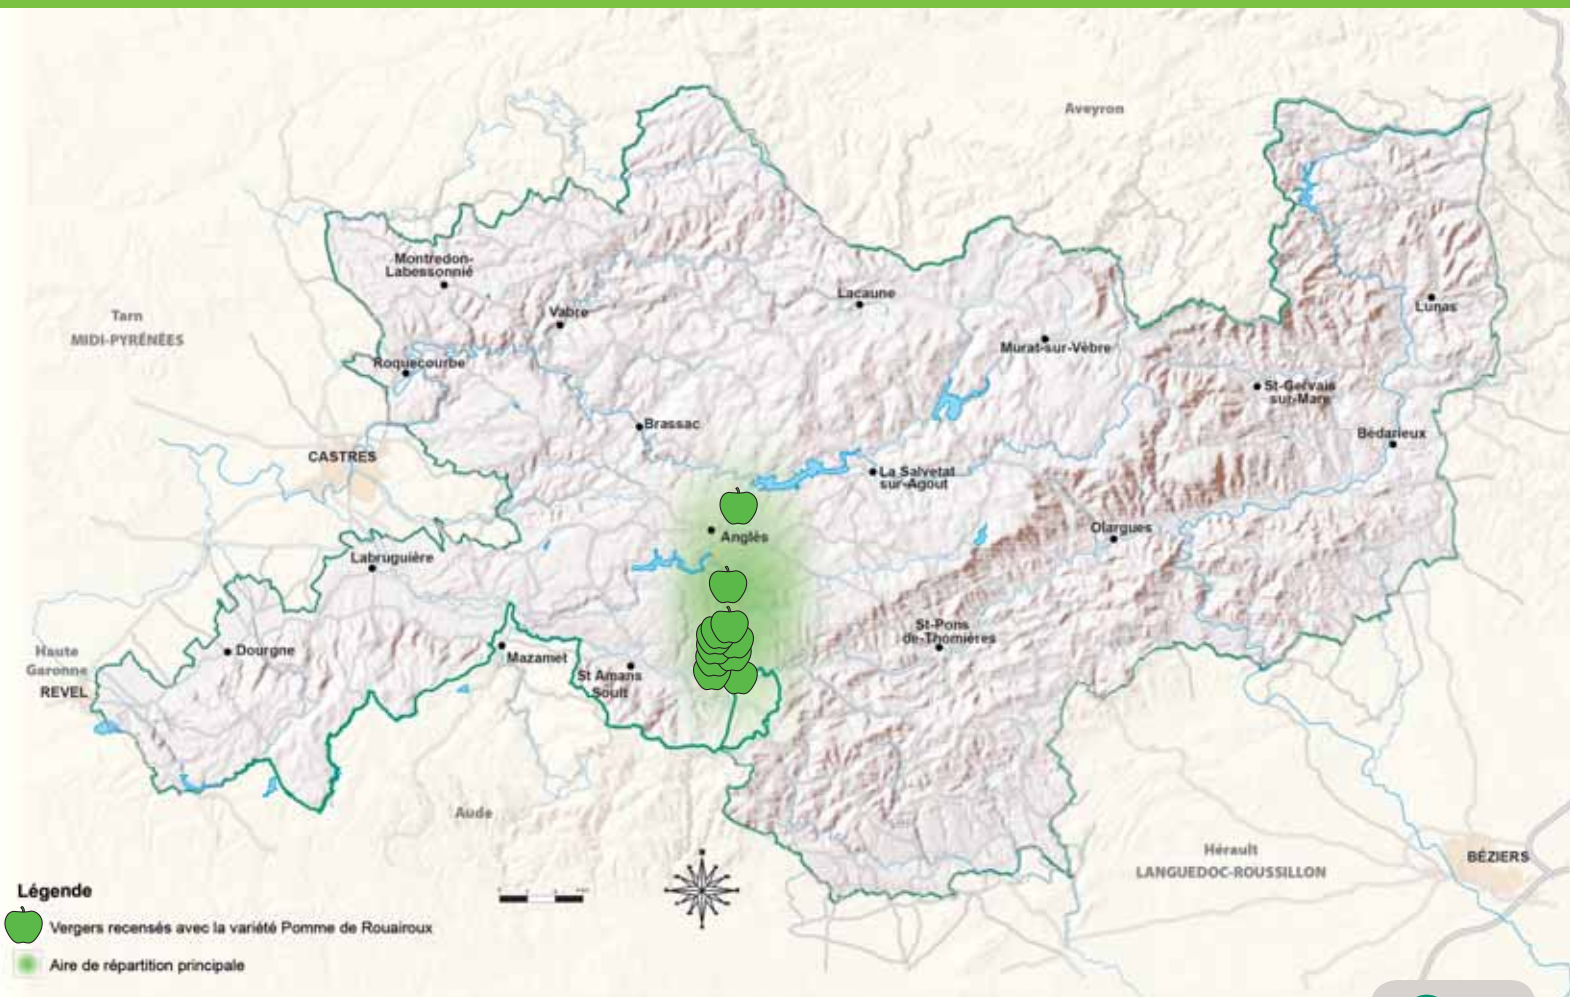 Aveyron
Montredon-
Labessonnié
Lacaune
Lunas
Tarn
MIDI-PYRÉNÉES
Vabre
Murat-sur-Vèbre
Roquecourbe
St-Gervais
sur-Mare
Brassac
Bédarieux
CASTRES
La Salvetat
sur-Agout
Olargues
Anglès
Labruguière
St-Pons
de-Thomières
Haute
Garonne
REVEL
Dourgne
Mazamet
St Amans
Soult
Aude
Hérault
LANGUEDOC-ROUSSILLON
BÉZIERS
Légende
Vergers recensés avec la variété Pomme de Rouairoux
Aire de répartition principale